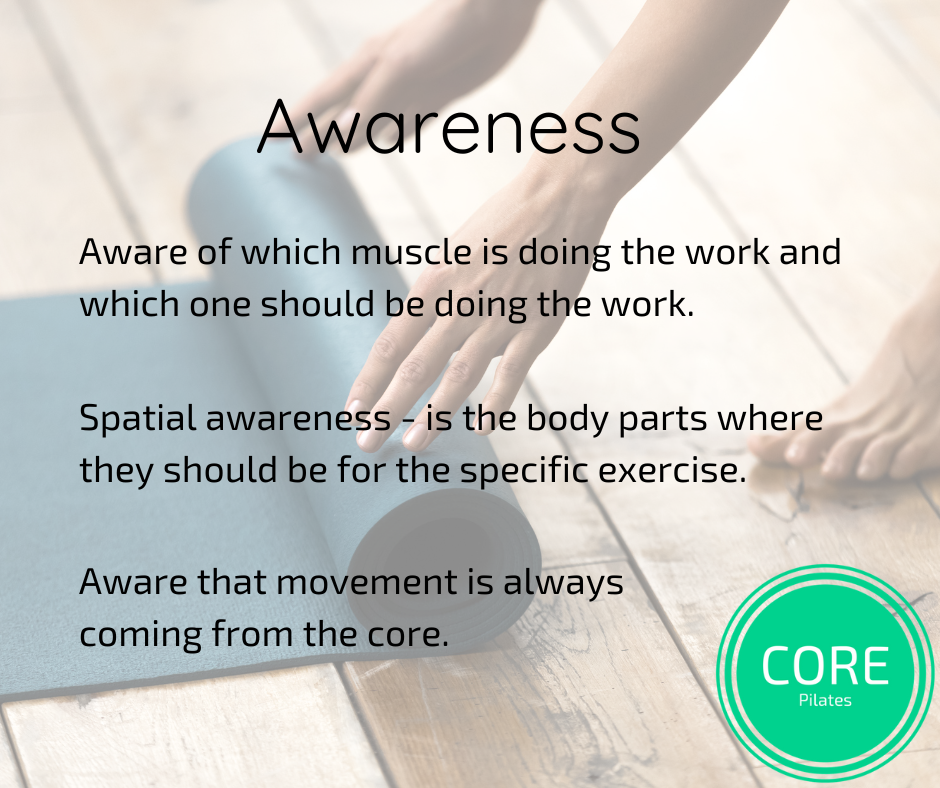 Awareness
Aware of which muscle is doing the work and
which one should be doing the work.
Spatial awareness - is the body parts where
they should be for the specific exercise.
Aware that movement is always
coming from the core.
CORE
Pilates